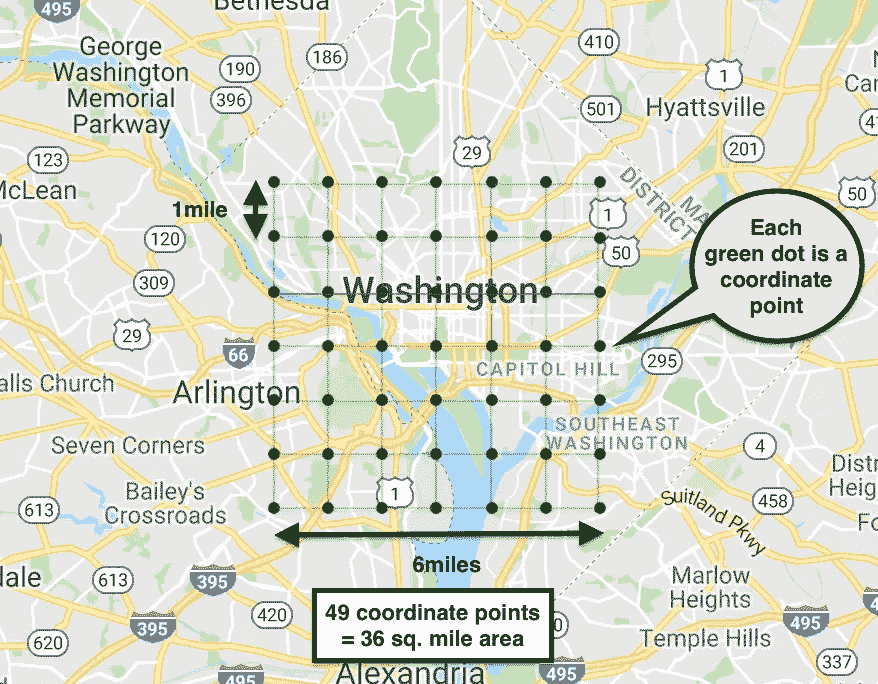 495
Bethesda
George
Washington
Memorial
Parkway
190
186
396
410
1
Hyattsville
501
201
123
McLean
29
50
1mile
1
DISTRICT
MA
50
Each
green dot is a
coordinate
point
120
309
Washington
29
66
295
CAPITOL HILL
alls Church
Arlington
SOUTHEAST
WASHINGTON
Seven Corners
4
Bailey's
Crossroads
1
613
Suitland Pkwy
458
Distr
Heig
Fo
6miles
dale
613
395
Marlow
Heights
49 coordinate points
= 36 sq. mile area
420
395
495
620
Temple Hills
337
495
Alexandria
495